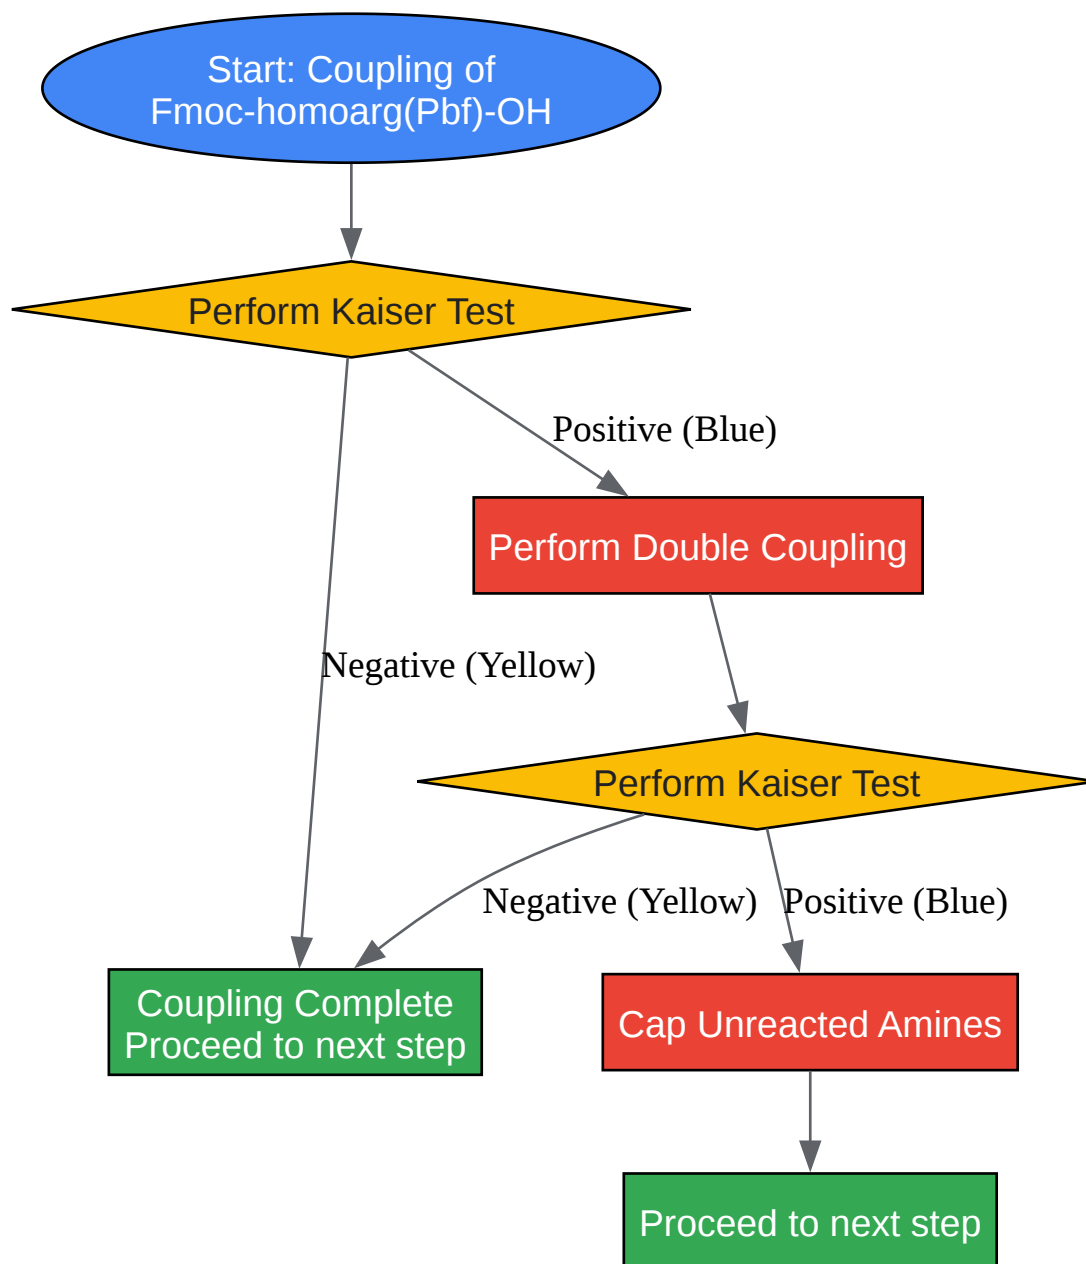 Start: Coupling of
Fmoc-homoarg(Pbf)-OH
Perform Kaiser Test
Positive (Blue)
Perform Double Coupling
Negative (Yellow)
Perform Kaiser Test
Negative (Yellow)
Positive (Blue)
Coupling Complete
Proceed to next step
Cap Unreacted Amines
Proceed to next step